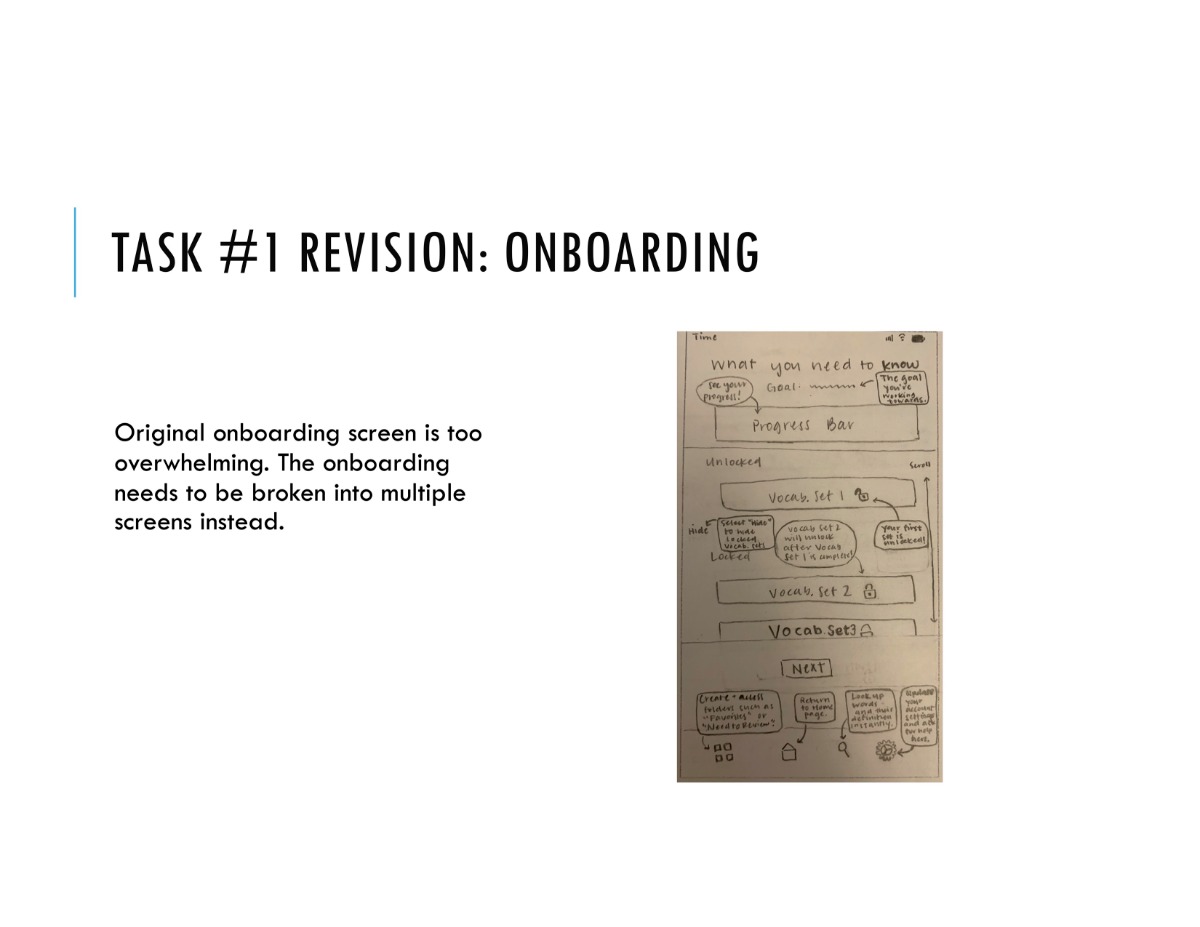 TASK #1 REVISION: ONBOARDING
Original onboarding screen is too
overwhelming. The onboarding
needs to be broken into multiple
screens instead.
Time
What you need to know
See your
progress!
Goal:
The goal
you're
working
towards.
Progress Bar
Unlocked
Scroll
Vocab. Set 1
Hide
Select "Hide"
to hide
Locked
Vocab. sets
Vocab Set 2
will unlock
after Vocab
Set 1 is complete!
Your first
set is
unlocked!
Locked
Vocab. Set 2
Vocab. Set 3
Next
Create + access
folders such as
"Favorites" or
"Need to Review"
Return
to Home
page.
Look up
words
and their
definition
instantly.
your
account
settings
and ask
for help
here.